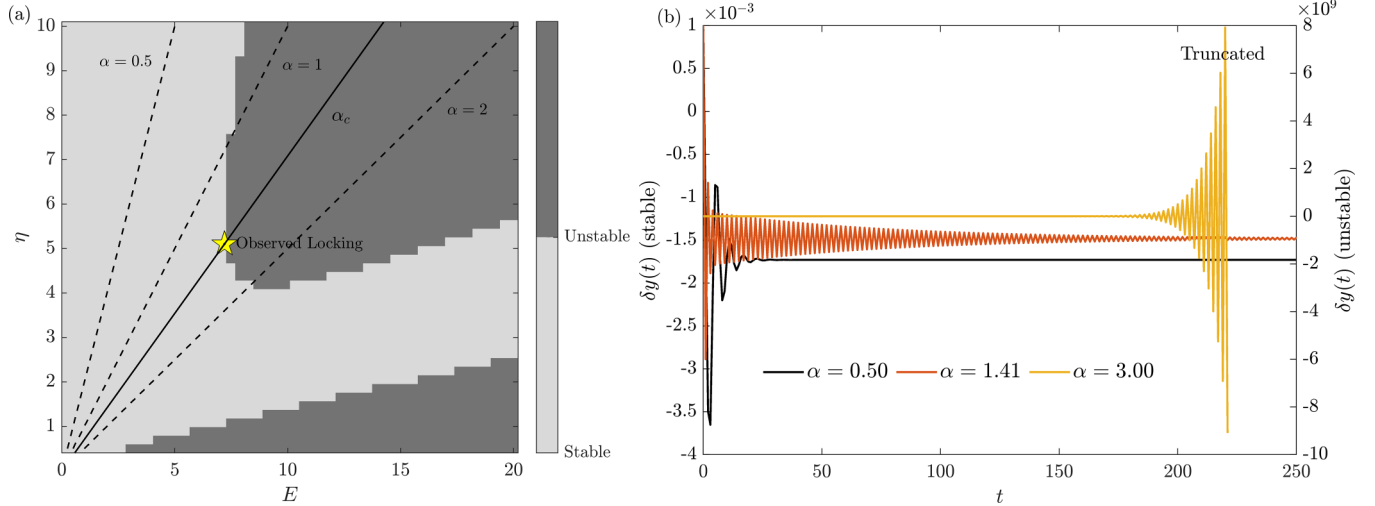 (a)
10
9
8
7
6
5
4
3
2
1
η
α = 0.5
α = 1
α_c
α = 2
Observed Locking
0
5
10
15
20
E
Unstable
Stable
(b)
×10⁻³
1
0.5
0
-0.5
-1
-1.5
-2
-2.5
-3
-3.5
-4
δy(t) (stable)
×10⁹
8
6
4
2
0
-2
-4
-6
-8
-10
δy(t) (unstable)
Truncated
α = 0.50 α = 1.41 α = 3.00
0
50
100
150
200
250
t